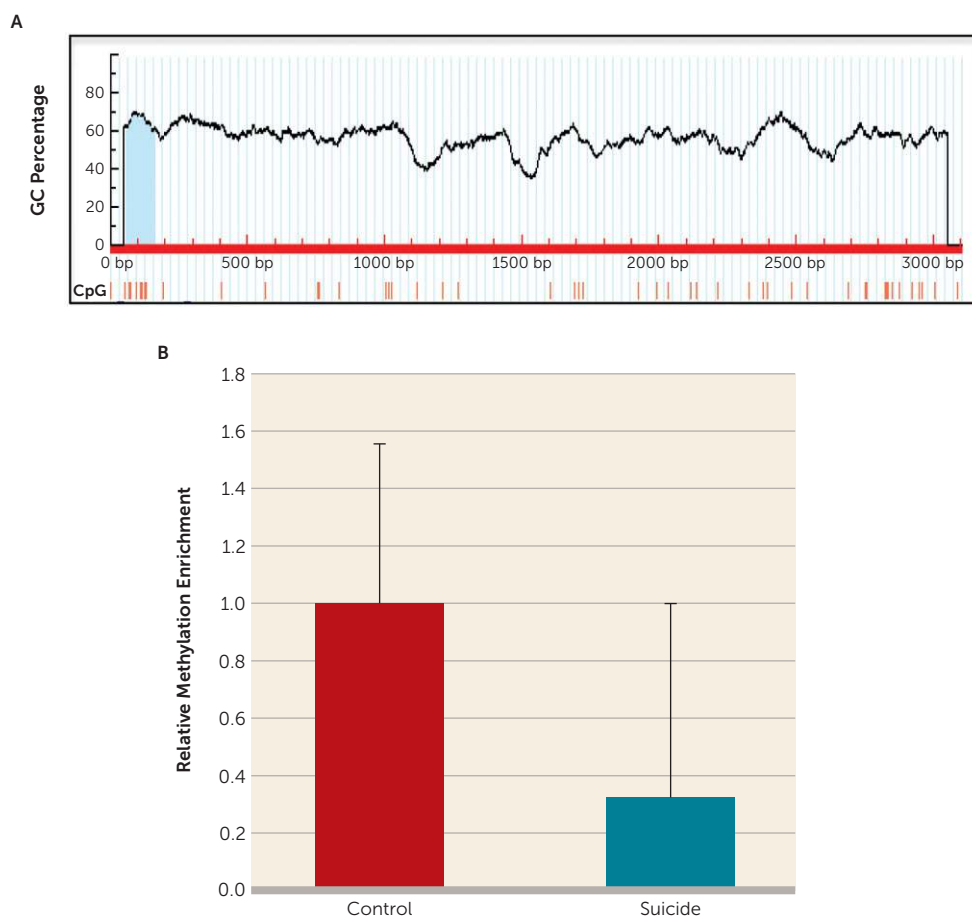 A
GC Percentage
80
60
40
20
0
0 bp 500 bp 1000 bp 1500 bp 2000 bp 2500 bp 3000 bp
CpG
B
Relative Methylation Enrichment
1.8
1.6
1.4
1.2
1.0
0.8
0.6
0.4
0.2
0.0
Control Suicide